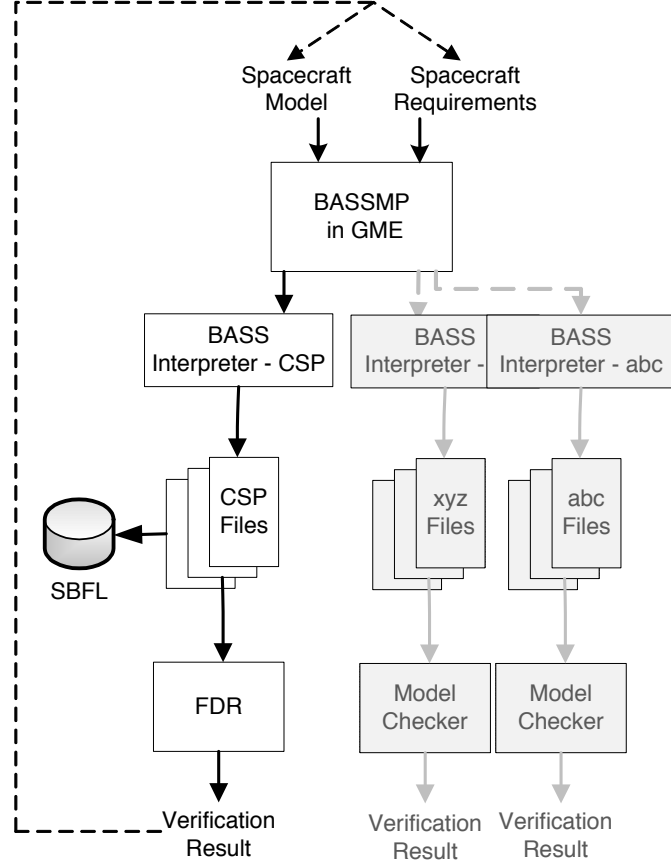 Spacecraft
Model
Spacecraft
Requirements
BASSMP
in GME
BASS
Interpreter - CSP
BASS
Interpreter -
BASS
Interpreter - abc
CSP
Files
xyz
Files
abc
Files
SBFL
FDR
Model
Checker
Model
Checker
Verification
Result
Verification
Result
Verification
Result